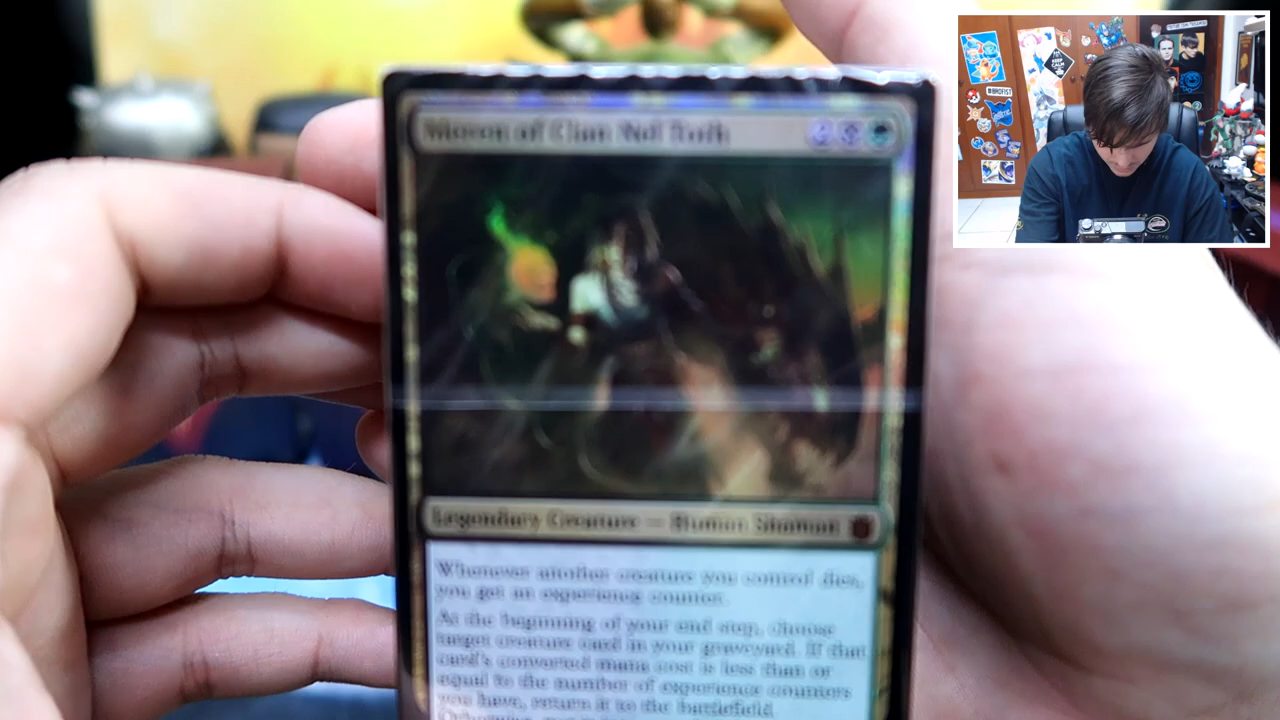 Meren of Clan Nel Toth
Legendary Creature — Human Shaman
Whenever another creature you control dies,
you get an experience counter.
At the beginning of your end step, choose
target creature card in your graveyard. If that
card's converted mana cost is less than or
equal to the number of experience counters
you have, return it to the battlefield.
#BROFIST
KEEP
CALM